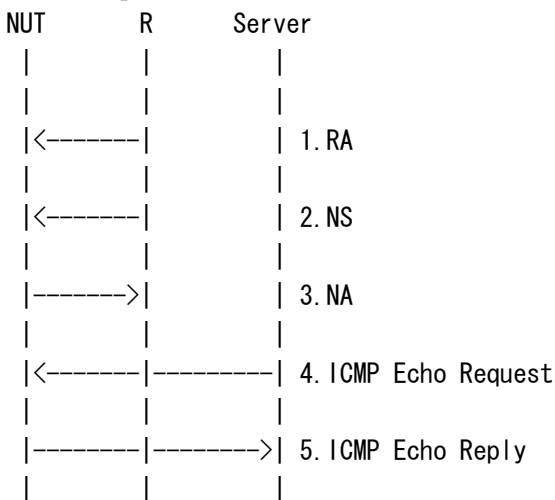 NUT R Server
1.RA
2.NS
3.NA
4.ICMP Echo Request
5.ICMP Echo Reply